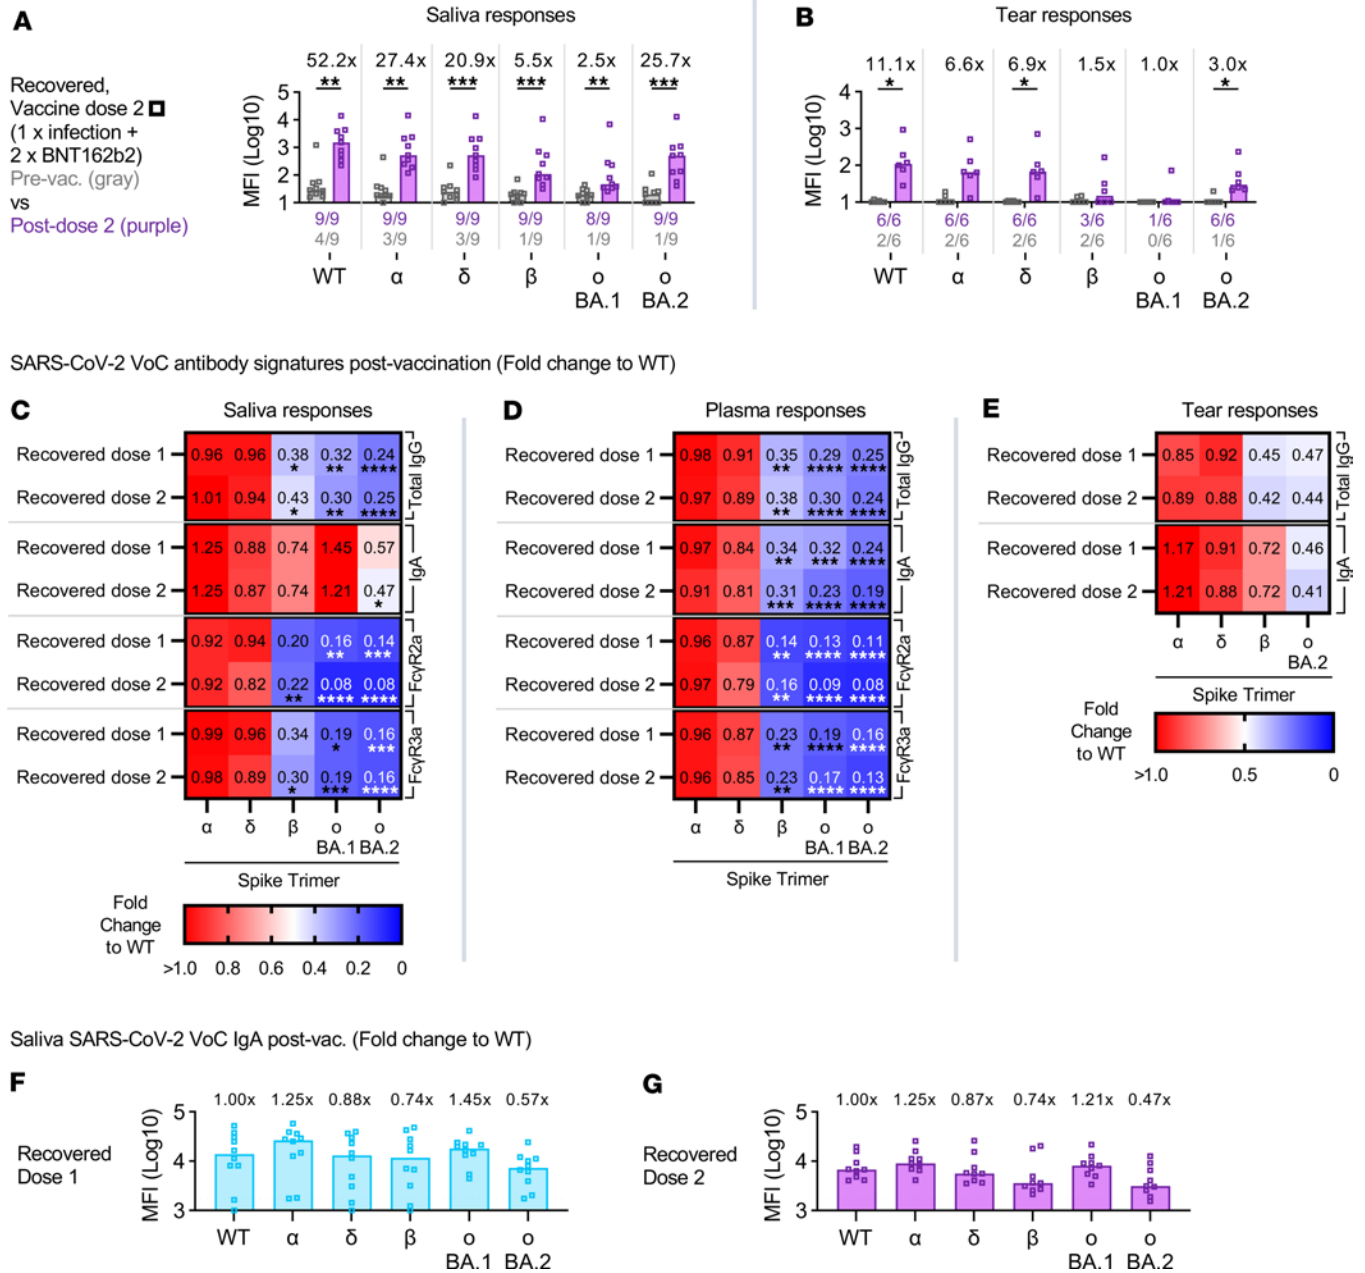 A
Saliva responses
52.2x 27.4x 20.9x 5.5x 2.5x 25.7x
** ** *** *** ** ***
Recovered,
Vaccine dose 2
(1 x infection +
2 x BNT162b2)
Pre-vac. (gray)
vs
Post-dose 2 (purple)
MFI (Log10)
5
4
3
2
1
9/9 9/9 9/9 9/9 8/9 9/9
4/9 3/9 3/9 1/9 1/9 1/9
WT α δ β o o
BA.1 BA.2
B
Tear responses
11.1x 6.6x 6.9x 1.5x 1.0x 3.0x
* * *
MFI (Log10)
4
3
2
1
6/6 6/6 6/6 3/6 1/6 6/6
2/6 2/6 2/6 2/6 0/6 1/6
WT α δ β o o
BA.1 BA.2
SARS-CoV-2 VoC antibody signatures post-vaccination (Fold change to WT)
C
Saliva responses
Recovered dose 1 0.96 0.96 0.38 0.32 0.24
* ** ****
Recovered dose 2 1.01 0.94 0.43 0.30 0.25
* ** ****
Total IgG
Recovered dose 1 1.25 0.88 0.74 1.45 0.57
Recovered dose 2 1.25 0.87 0.74 1.21 0.47
*
IgA
Recovered dose 1 0.92 0.94 0.20 0.16 0.14
** ***
Recovered dose 2 0.92 0.82 0.22 0.08 0.08
** **** ****
FcγR2a
Recovered dose 1 0.99 0.96 0.34 0.19 0.16
* ***
Recovered dose 2 0.98 0.89 0.30 0.19 0.16
* *** ****
FcγR3a
α δ β o o
BA.1 BA.2
Spike Trimer
Fold
Change
to WT
>1.0 0.8 0.6 0.4 0.2 0
D
Plasma responses
Recovered dose 1 0.98 0.91 0.35 0.29 0.25
** **** ****
Recovered dose 2 0.97 0.89 0.38 0.30 0.24
** **** ****
Total IgG
Recovered dose 1 0.97 0.84 0.34 0.32 0.24
** *** ****
Recovered dose 2 0.91 0.81 0.31 0.23 0.19
*** **** ****
IgA
Recovered dose 1 0.96 0.87 0.14 0.13 0.11
** **** ****
Recovered dose 2 0.97 0.79 0.16 0.09 0.08
** **** ****
FcγR2a
Recovered dose 1 0.96 0.87 0.23 0.19 0.16
** **** ****
Recovered dose 2 0.96 0.85 0.23 0.17 0.13
** **** ****
FcγR3a
α δ β o o
BA.1 BA.2
Spike Trimer
E
Tear responses
Recovered dose 1 0.85 0.92 0.45 0.47
Recovered dose 2 0.89 0.88 0.42 0.44
Total IgG
Recovered dose 1 1.17 0.91 0.72 0.46
Recovered dose 2 1.21 0.88 0.72 0.41
IgA
α δ β o
BA.2
Spike Trimer
Fold
Change
to WT
>1.0 0.5 0
Saliva SARS-CoV-2 VoC IgA post-vac. (Fold change to WT)
F
1.00x 1.25x 0.88x 0.74x 1.45x 0.57x
Recovered
Dose 1
MFI (Log10)
5
4
3
WT α δ β o o
BA.1 BA.2
G
1.00x 1.25x 0.87x 0.74x 1.21x 0.47x
Recovered
Dose 2
MFI (Log10)
5
4
3
WT α δ β o o
BA.1 BA.2